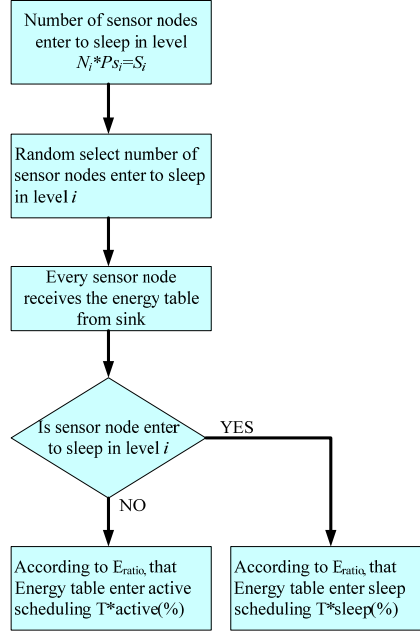 Number of sensor nodes
enter to sleep in level
Ni*Psi=Si
Random select number of
sensor nodes enter to sleep
in level i
Every sensor node
receives the energy table
from sink
Is sensor node enter
to sleep in level i
YES
NO
According to Eratio, that
Energy table enter active
scheduling T*active(%)
According to Eratio, that
Energy table enter sleep
scheduling T*sleep(%)